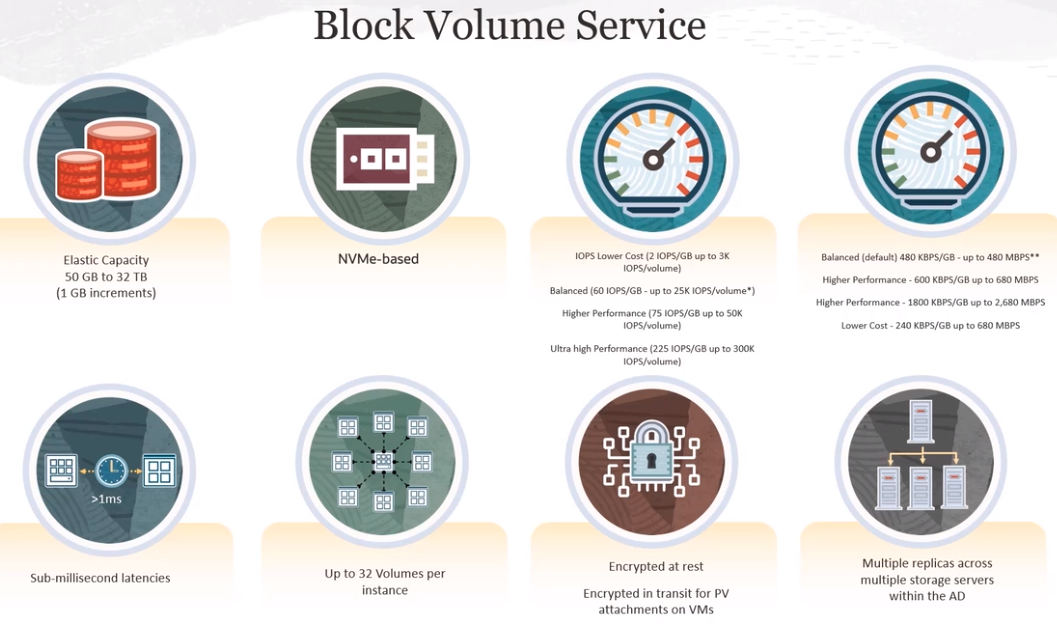 Block Volume Service
Elastic Capacity
50 GB to 32 TB
(1 GB increments)
NVMe-based
IOPS Lower Cost (2 IOPS/GB up to 3K
IOPS/volume)
Balanced (60 IOPS/GB - up to 25K IOPS/volume*)
Higher Performance (75 IOPS/GB up to 50K
IOPS/volume)
Ultra high Performance (225 IOPS/GB up to 300K
IOPS/volume)
Balanced (default) 480 KBPS/GB - up to 480 MBPS**
Higher Performance - 600 KBPS/GB up to 680 MBPS
Higher Performance - 1800 KBPS/GB up to 2,680 MBPS
Lower Cost - 240 KBPS/GB up to 680 MBPS
>1ms
Sub-millisecond latencies
Up to 32 Volumes per
instance
Encrypted at rest
Encrypted in transit for PV
attachments on VMs
Multiple replicas across
multiple storage servers
within the AD